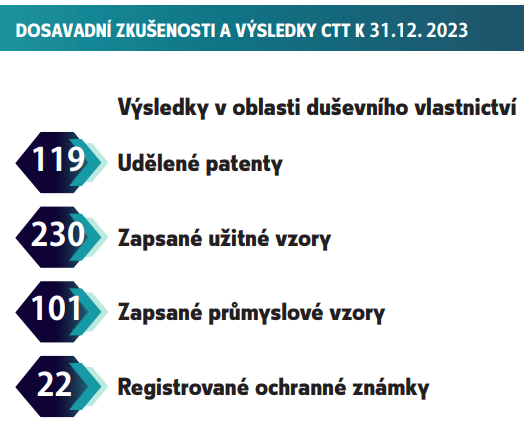 DOSAVADNÍ ZKUŠENOSTI A VÝSLEDKY CTT K 31.12. 2023
Výsledky v oblasti duševního vlastnictví
119 Udělené patenty
230 Zapsané užitné vzory
101 Zapsané průmyslové vzory
22 Registrované ochranné známky